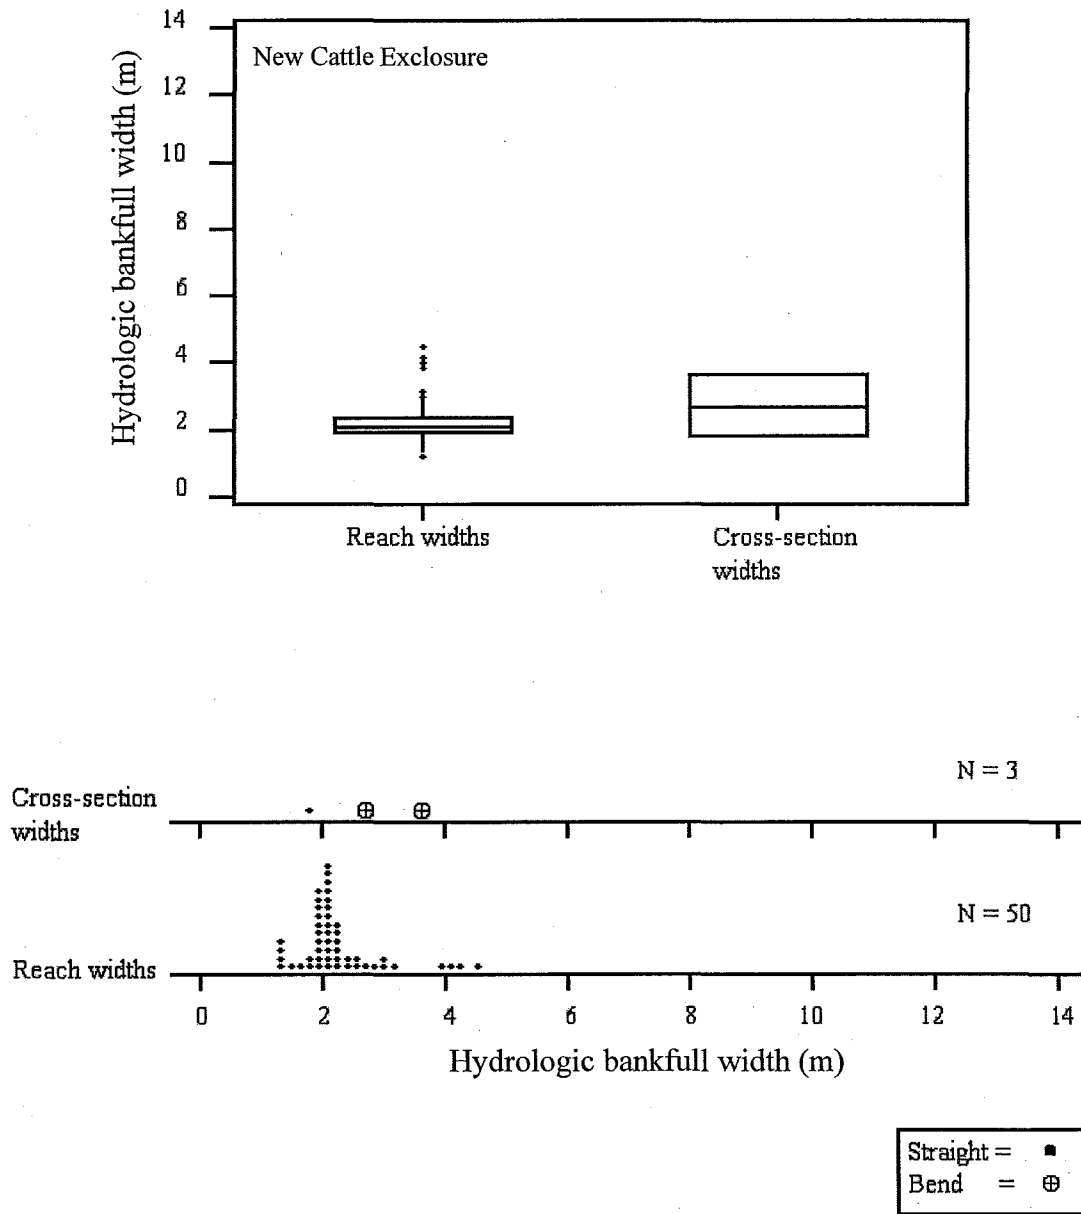 New Cattle Exclosure
Hydrologic bankfull width (m)
14
12
10
8
6
4
2
0
Reach widths
Cross-section
widths
N = 3
Cross-section
widths
N = 50
Reach widths
0 2 4 6 8 10 12 14
Hydrologic bankfull width (m)
Straight =
Bend =